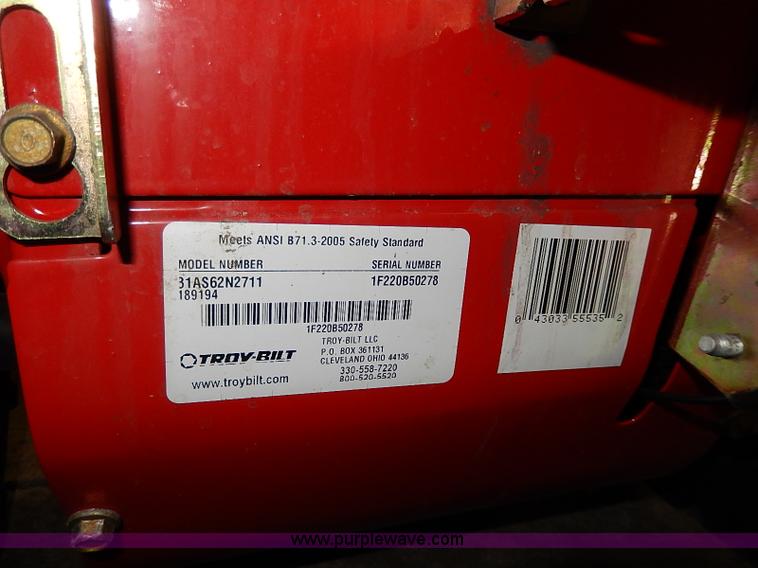 Meets ANSI B71.3-2005 Safety Standard
MODEL NUMBER SERIAL NUMBER
31AS62N2711 1F220B50278
189194
1F220B50278
TROY-BILT LLC
P.O. BOX 361131
CLEVELAND OHIO 44136
TROY-BILT
330-558-7220
www.troybilt.com
800-520-5520
0 43033 55535 2
www.purplewave.com